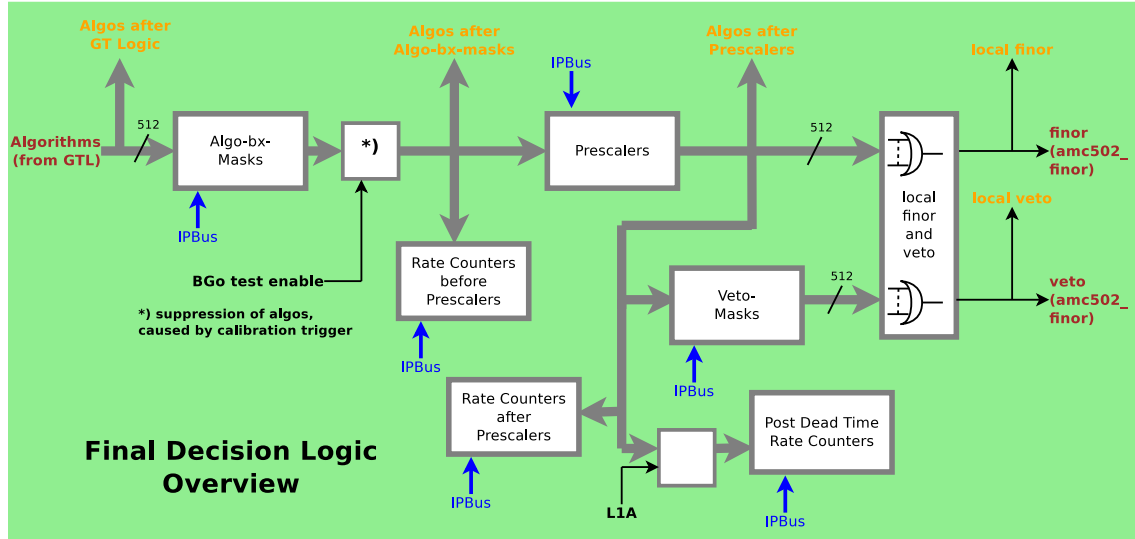 Algos after
GT Logic
Algos after
Algo-bx-masks
Algos after
Prescalers
local finor
IPBus
512
Algorithms
(from GTL)
Algo-bx-
Masks
*)
Prescalers
512
finor
(amc502_
finor)
local
finor
and
veto
local veto
IPBus
BGo test enable
Rate Counters
before
Prescalers
Veto-
Masks
512
veto
(amc502_
finor)
*) suppression of algos,
caused by calibration trigger
IPBus
IPBus
Rate Counters
after
Prescalers
Post Dead Time
Rate Counters
Final Decision Logic
Overview
IPBus
L1A
IPBus